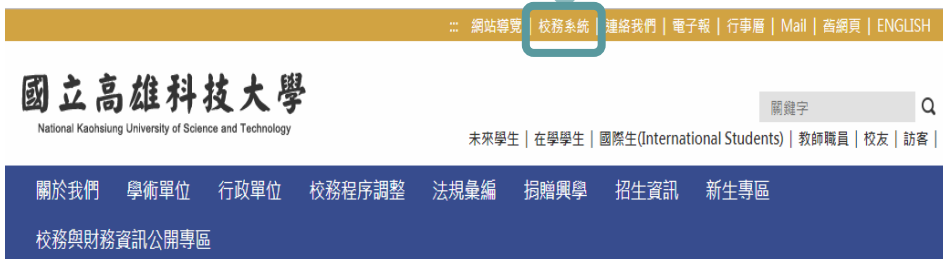 ::: 網站導覽 | 校務系統 | 連絡我們 | 電子報 | 行事曆 | Mail | 舊網頁 | ENGLISH
國立高雄科技大學
National Kaohsiung University of Science and Technology
關鍵字
未來學生 | 在學學生 | 國際生(International Students) | 教師職員 | 校友 | 訪客 |
關於我們 學術單位 行政單位 校務程序調整 法規彙編 捐贈興學 招生資訊 新生專區
校務與財務資訊公開專區